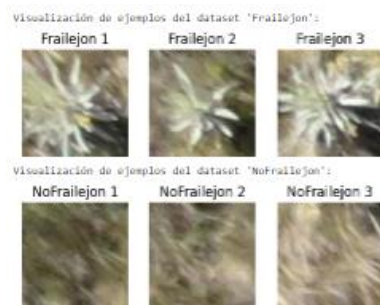 Visualización de ejemplos del dataset 'Frailejon':
Frailejon 1 Frailejon 2 Frailejon 3
Visualización de ejemplos del dataset 'NoFrailejon':
NoFrailejon 1 NoFrailejon 2 NoFrailejon 3